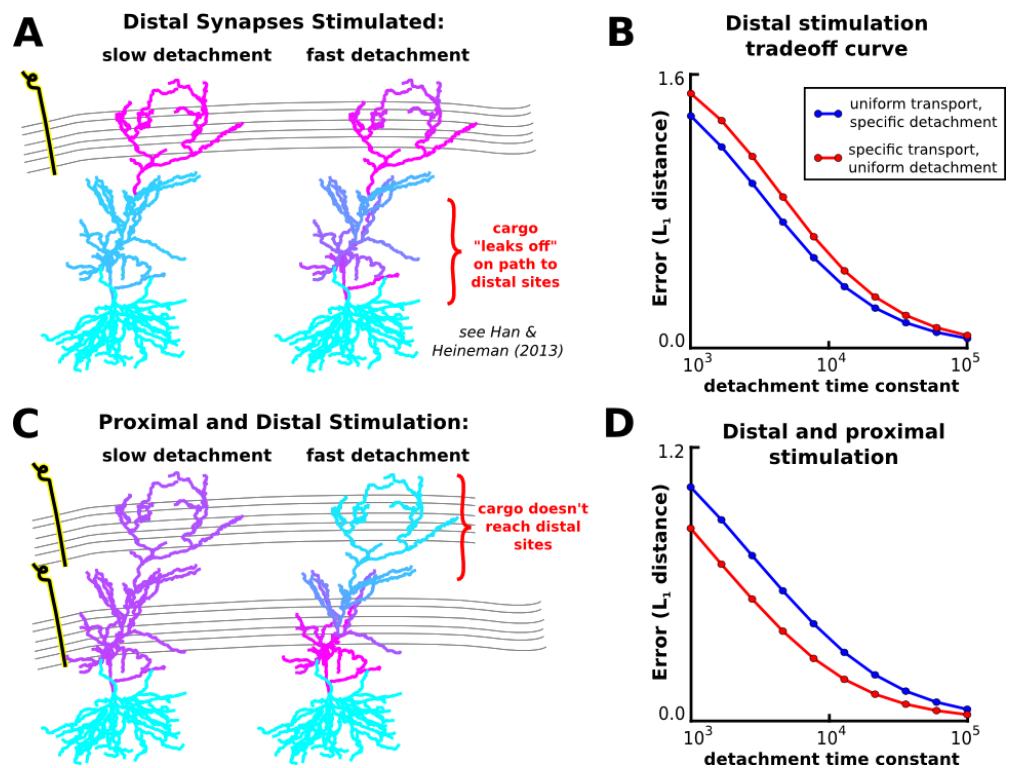 A
Distal Synapses Stimulated:
slow detachment
fast detachment
cargo
"leaks off"
on path to
distal sites
see Han &
Heineman (2013)
B
Distal stimulation
tradeoff curve
1.6
uniform transport,
specific detachment
specific transport,
uniform detachment
Error (L₁ distance)
0.0
10³
10⁴
10⁵
detachment time constant
C
Proximal and Distal Stimulation:
slow detachment
fast detachment
cargo doesn't
reach distal
sites
D
Distal and proximal
stimulation
1.2
Error (L₁ distance)
0.0
10³
10⁴
10⁵
detachment time constant